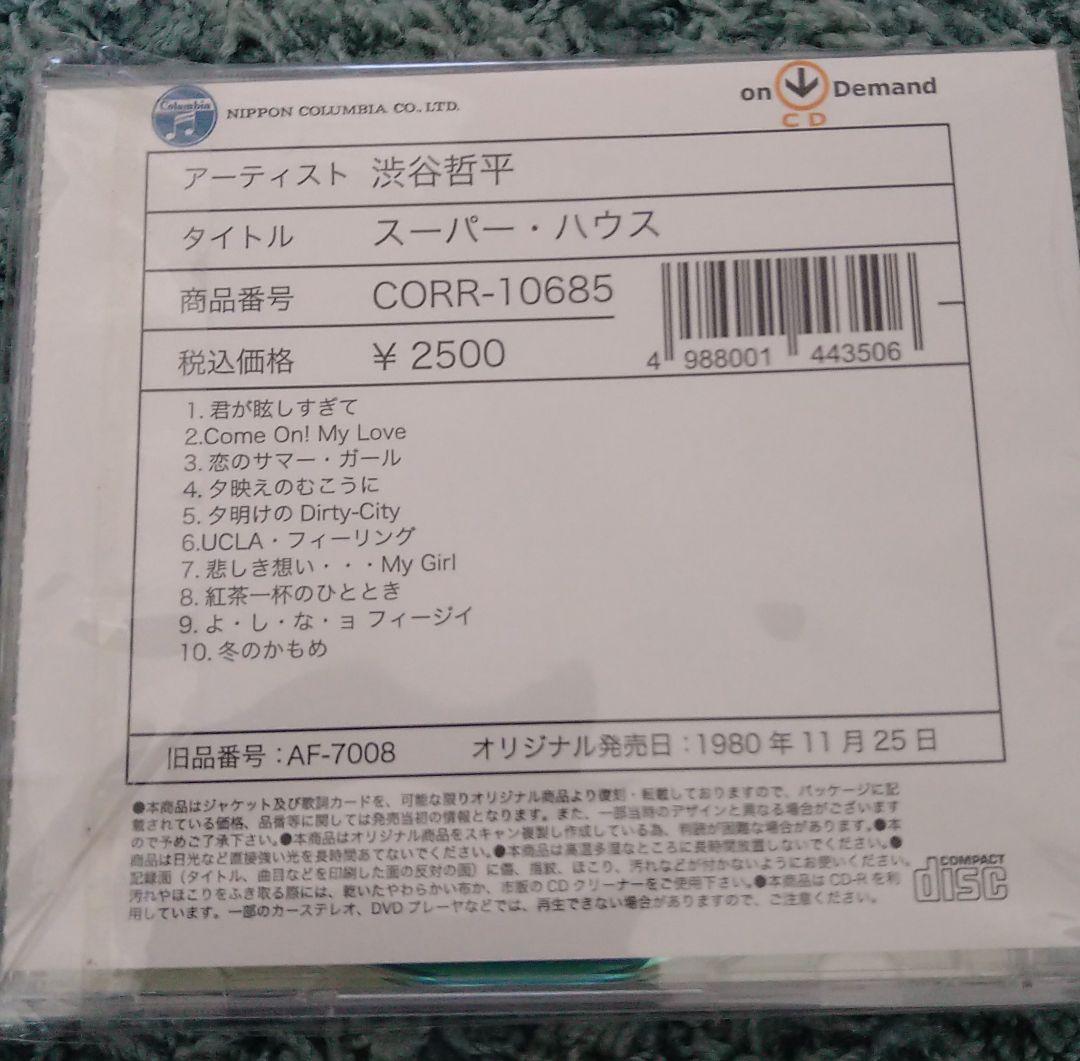 Columbia
NIPPON COLUMBIA CO., LTD.
on Demand
CD
アーティスト 渋谷哲平
タイトル スーパー・ハウス
商品番号 CORR-10685
税込価格 ¥ 2500
4 988001 443506
1. 君が眩しすぎて
2.Come On! My Love
3. 恋のサマー・ガール
4. 夕映えのむこうに
5. 夕明けの Dirty-City
6.UCLA・フィーリング
7. 悲しき想い・・・My Girl
8. 紅茶一杯のひととき
9. よ・し・な・ョ フィージイ
10. 冬のかもめ
旧品番号：AF-7008 オリジナル発売日：1980 年 11 月 25 日
●本商品はジャケット及び歌詞カードを、可能な限りオリジナル商品より復刻・転載しておりますので、パッケージに記
載されている価格、品番等に関しては発売当初の情報となります。また、一部当時のデザインと異なる場合がございます
ので予めご了承下さい。●本商品はオリジナル商品をスキャン複製し作成している為、判読が困難な場合があります。●本
商品は日光など直接強い光を長時間あてないでください。●本商品は高温多湿なところに長時間放置しないでください。●
記録面（タイトル、曲目などを印刷した面の反対の面）に傷、指紋、ほこり、汚れなどが付かないようにお使いください。
汚れやほこりをふき取る際には、乾いたやわらかい布か、市販の CD クリーナーをご使用下さい。●本商品は CD-R を利
用しています。一部のカーステレオ、DVD プレーヤなどでは、再生できない場合がありますので、ご注意ください。
COMPACT
disc